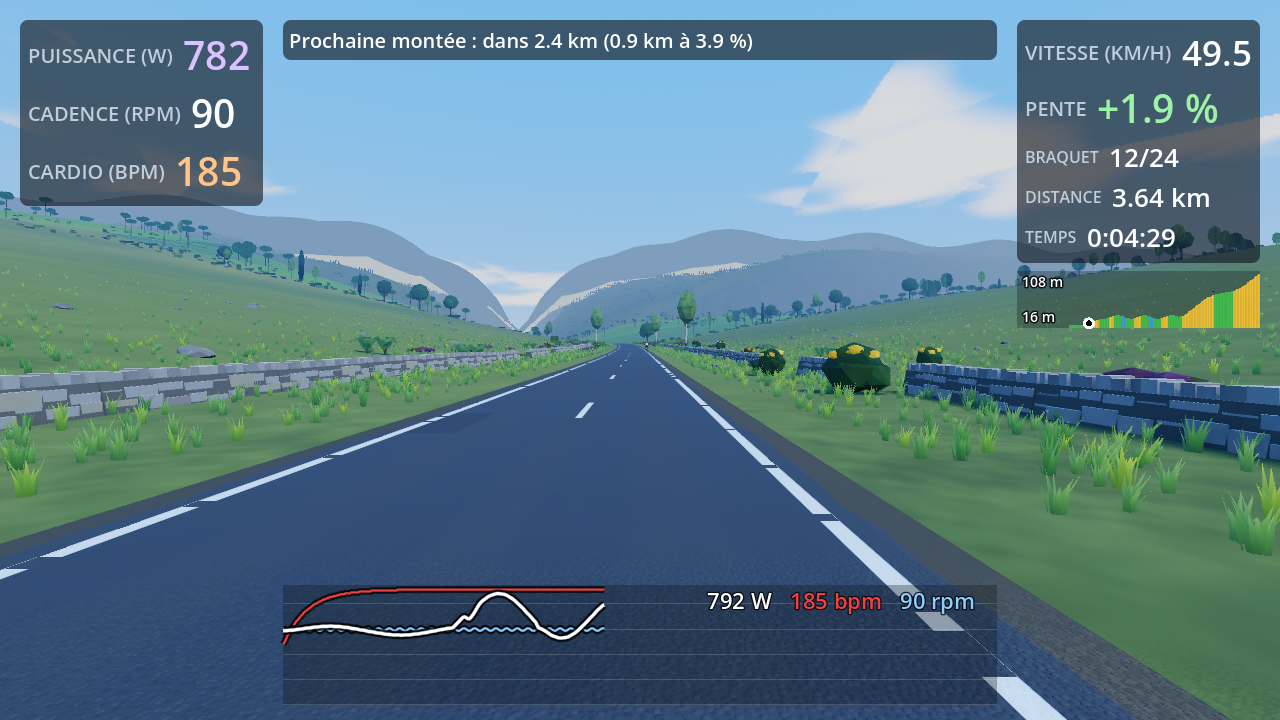 PUISSANCE (W) 782
CADENCE (RPM) 90
CARDIO (BPM) 185
Prochaine montée : dans 2.4 km (0.9 km à 3.9 %)
VITESSE (KM/H) 49.5
PENTE +1.9 %
BRAQUET 12/24
DISTANCE 3.64 km
TEMPS 0:04:29
108 m
16 m
792 W 185 bpm 90 rpm